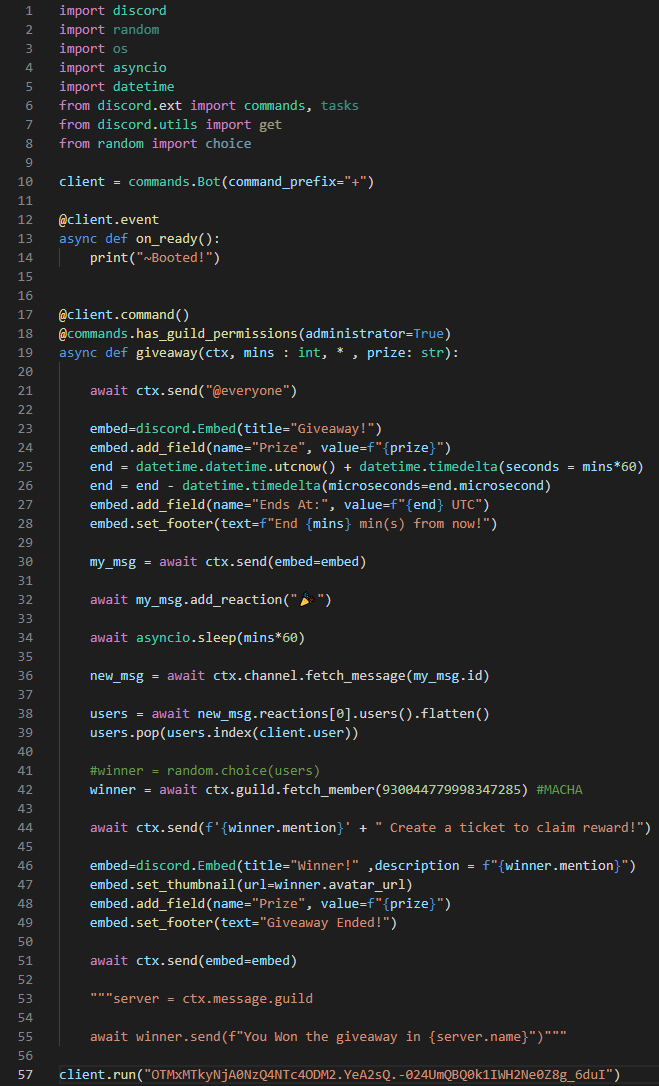 1 import discord
2 import random
3 import os
4 import asyncio
5 import datetime
6 from discord.ext import commands, tasks
7 from discord.utils import get
8 from random import choice
9
10 client = commands.Bot(command_prefix="+")
11
12 @client.event
13 async def on_ready():
14     print("~Booted!")
15
16
17 @client.command()
18 @commands.has_guild_permissions(administrator=True)
19 async def giveaway(ctx, mins : int, * , prize: str):
20
21     await ctx.send("@everyone")
22
23     embed=discord.Embed(title="Giveaway!")
24     embed.add_field(name="Prize", value=f"{prize}")
25     end = datetime.datetime.utcnow() + datetime.timedelta(seconds = mins*60)
26     end = end - datetime.timedelta(microseconds=end.microsecond)
27     embed.add_field(name="Ends At:", value=f"{end} UTC")
28     embed.set_footer(text=f"End {mins} min(s) from now!")
29
30     my_msg = await ctx.send(embed=embed)
31
32     await my_msg.add_reaction("🎉")
33
34     await asyncio.sleep(mins*60)
35
36     new_msg = await ctx.channel.fetch_message(my_msg.id)
37
38     users = await new_msg.reactions[0].users().flatten()
39     users.pop(users.index(client.user))
40
41     #winner = random.choice(users)
42     winner = await ctx.guild.fetch_member(930044779998347285) #MACHA
43
44     await ctx.send(f'{winner.mention}' + " Create a ticket to claim reward!")
45
46     embed=discord.Embed(title="Winner!" ,description = f"{winner.mention}")
47     embed.set_thumbnail(url=winner.avatar_url)
48     embed.add_field(name="Prize", value=f"{prize}")
49     embed.set_footer(text="Giveaway Ended!")
50
51     await ctx.send(embed=embed)
52
53     """server = ctx.message.guild
54
55     await winner.send(f"You Won the giveaway in {server.name}")"""
56
57 client.run("OTMxMTkyNjA0NzQ4NTc4ODM2.YeA2sQ.-024UmQBQ0k1IWH2Ne0Z8g_6duI")